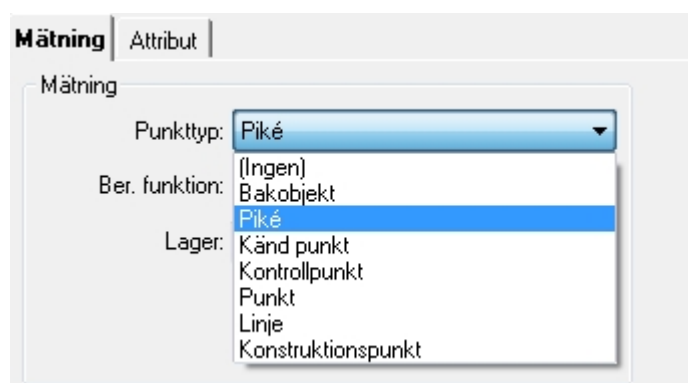 Mätning Attribut
Mätning
Punkttyp: Piké
Ber. funktion:
Lager:
(Ingen)
Bakobjekt
Piké
Känd punkt
Kontrollpunkt
Punkt
Linje
Konstruktionspunkt